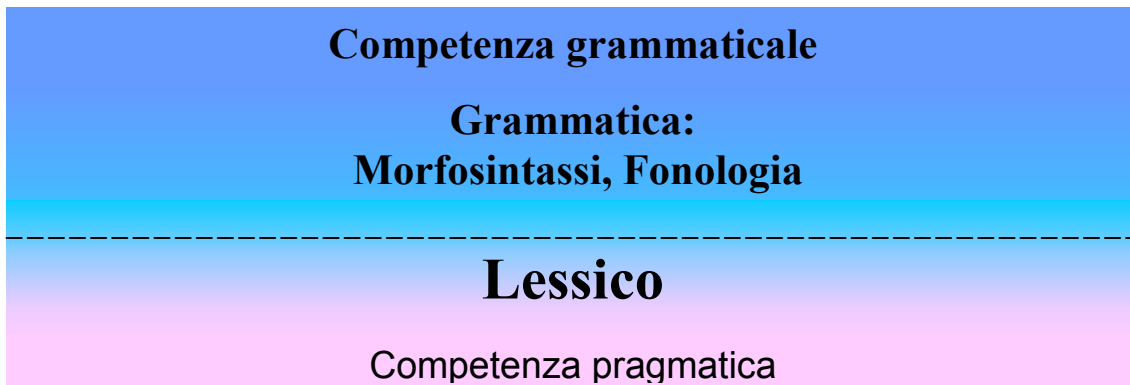 Competenza grammaticale
Grammatica:
Morfosintassi, Fonologia
Lessico
Competenza pragmatica